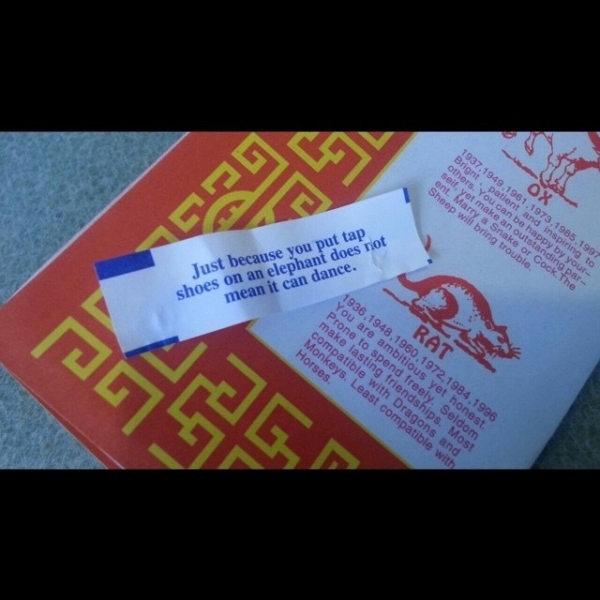 Just because you put tap
shoes on an elephant does not
mean it can dance.
OX
1937,1949,1961,1973,1985,1997
Bright, patient and inspiring to
others. You can be happy by your-
self, yet make an outstanding par-
ent. Marry a Snake or Cock. The
Sheep will bring trouble.
RAT
1936,1948,1960,1972,1984,1996
You are ambitious yet honest.
Prone to spend freely. Seldom
make lasting friendships. Most
compatible with Dragons and
Monkeys. Least compatible with
Horses.